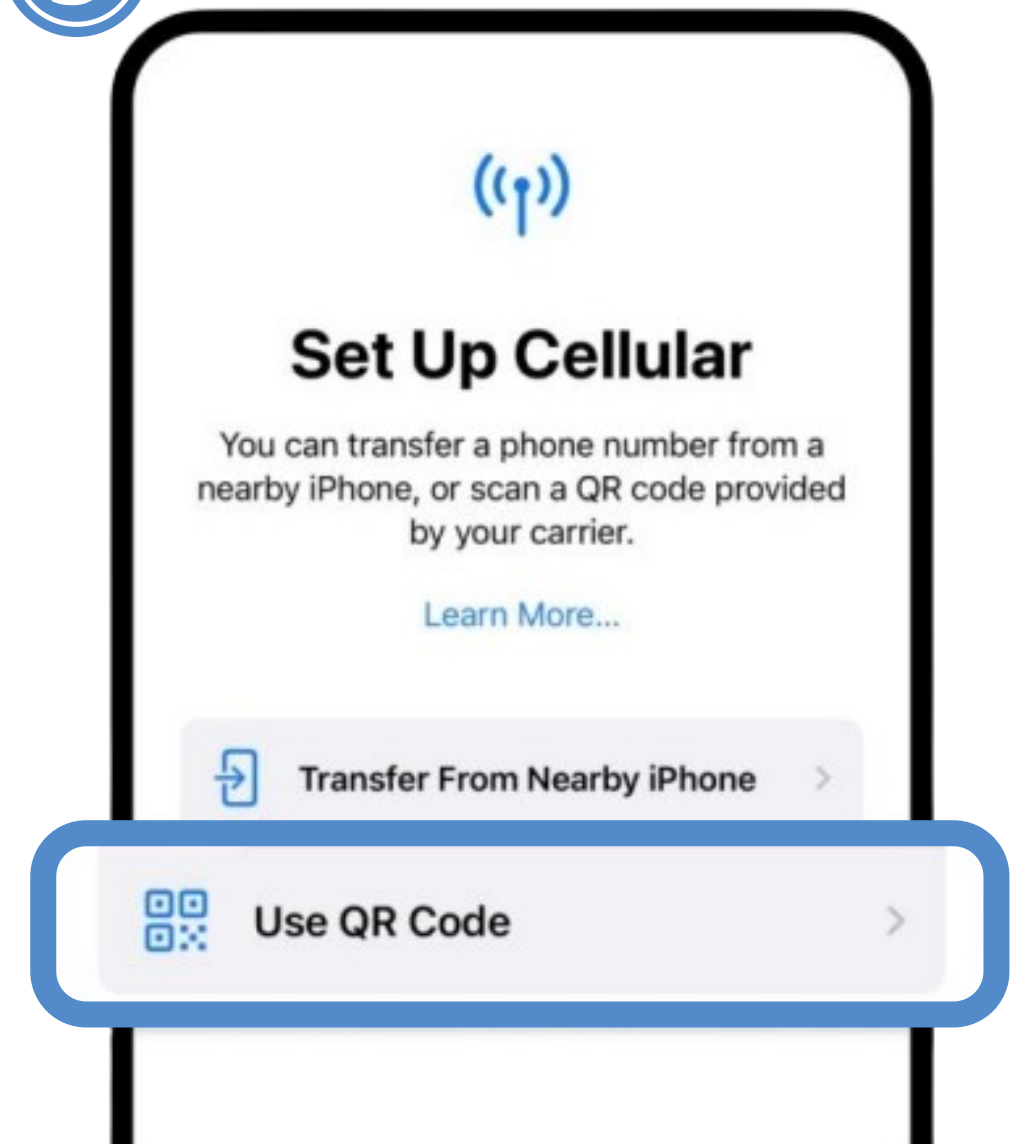 Set Up Cellular
You can transfer a phone number from a
nearby iPhone, or scan a QR code provided
by your carrier.
Learn More...
Transfer From Nearby iPhone
Use QR Code